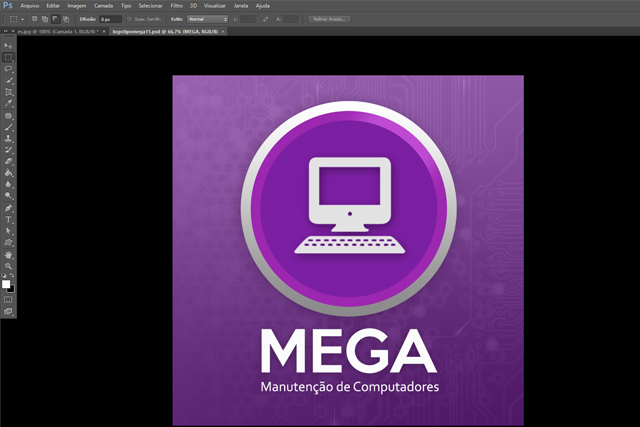 Ps Arquivo Editar Imagem Camada Tipo Selecionar Filtro 3D Visualizar Janela Ajuda
Difusão: 0 px Suav. Serrilh. Estilo: Normal L: A: Refinar Aresta...
es.jpg @ 100% (Camada 1, RGB/8) * × logotipomega11.psd @ 66,7% (MEGA, RGB/8) ×
MEGA
Manutenção de Computadores